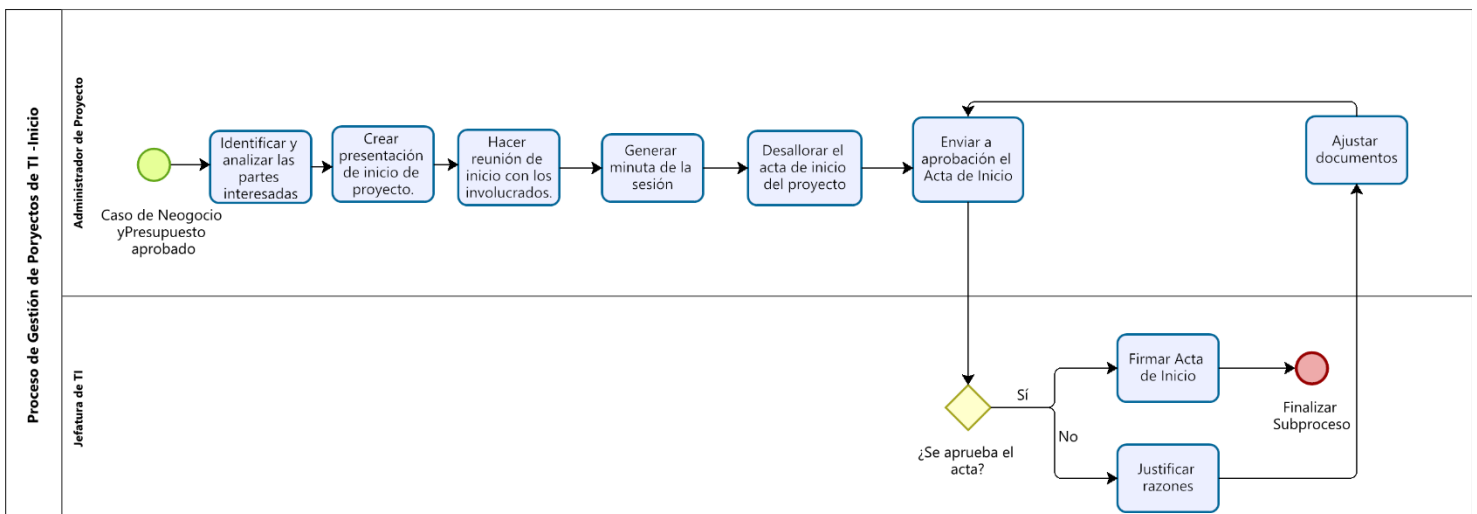 Proceso de Gestión de Poryectos de TI -Inicio
Administrador de Proyecto
Caso de Neogocio
yPresupuesto
aprobado
Identificar y
analizar las
partes
interesadas
Crear
presentación
de inicio de
proyecto.
Hacer
reunión de
inicio con los
involucrados.
Generar
minuta de la
sesión
Desallorar el
acta de inicio
del proyecto
Enviar a
aprobación el
Acta de Inicio
Ajustar
documentos
Jefatura de TI
¿Se aprueba el
acta?
Sí
No
Firmar Acta
de Inicio
Finalizar
Subproceso
Justificar
razones